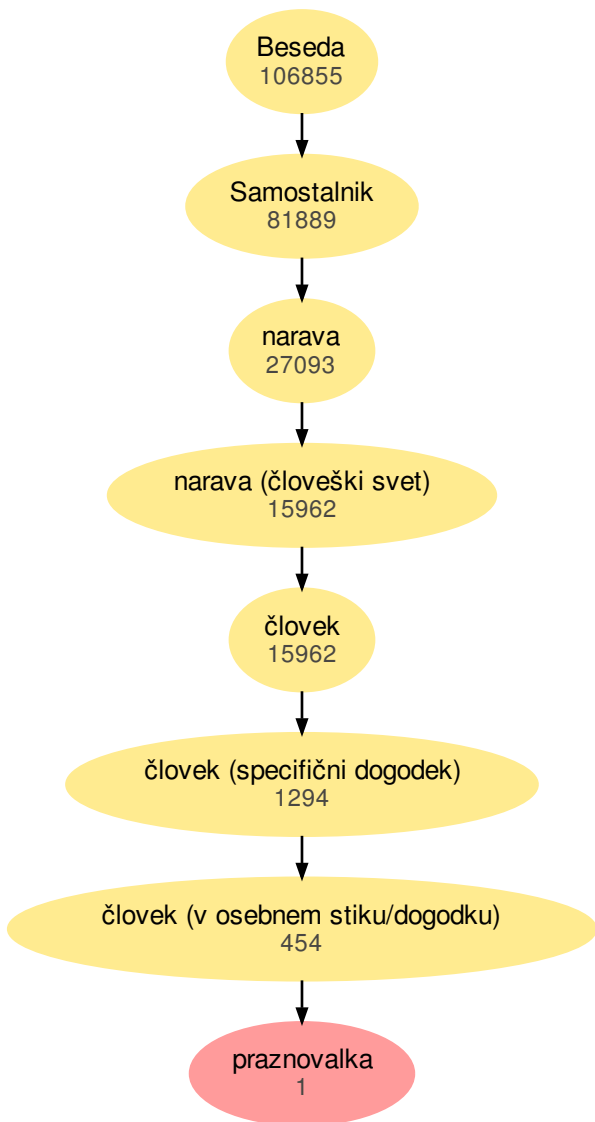 Beseda
106855
Samostalnik
81889
narava
27093
narava (človeški svet)
15962
človek
15962
človek (specifični dogodek)
1294
človek (v osebnem stiku/dogodku)
454
praznovalka
1